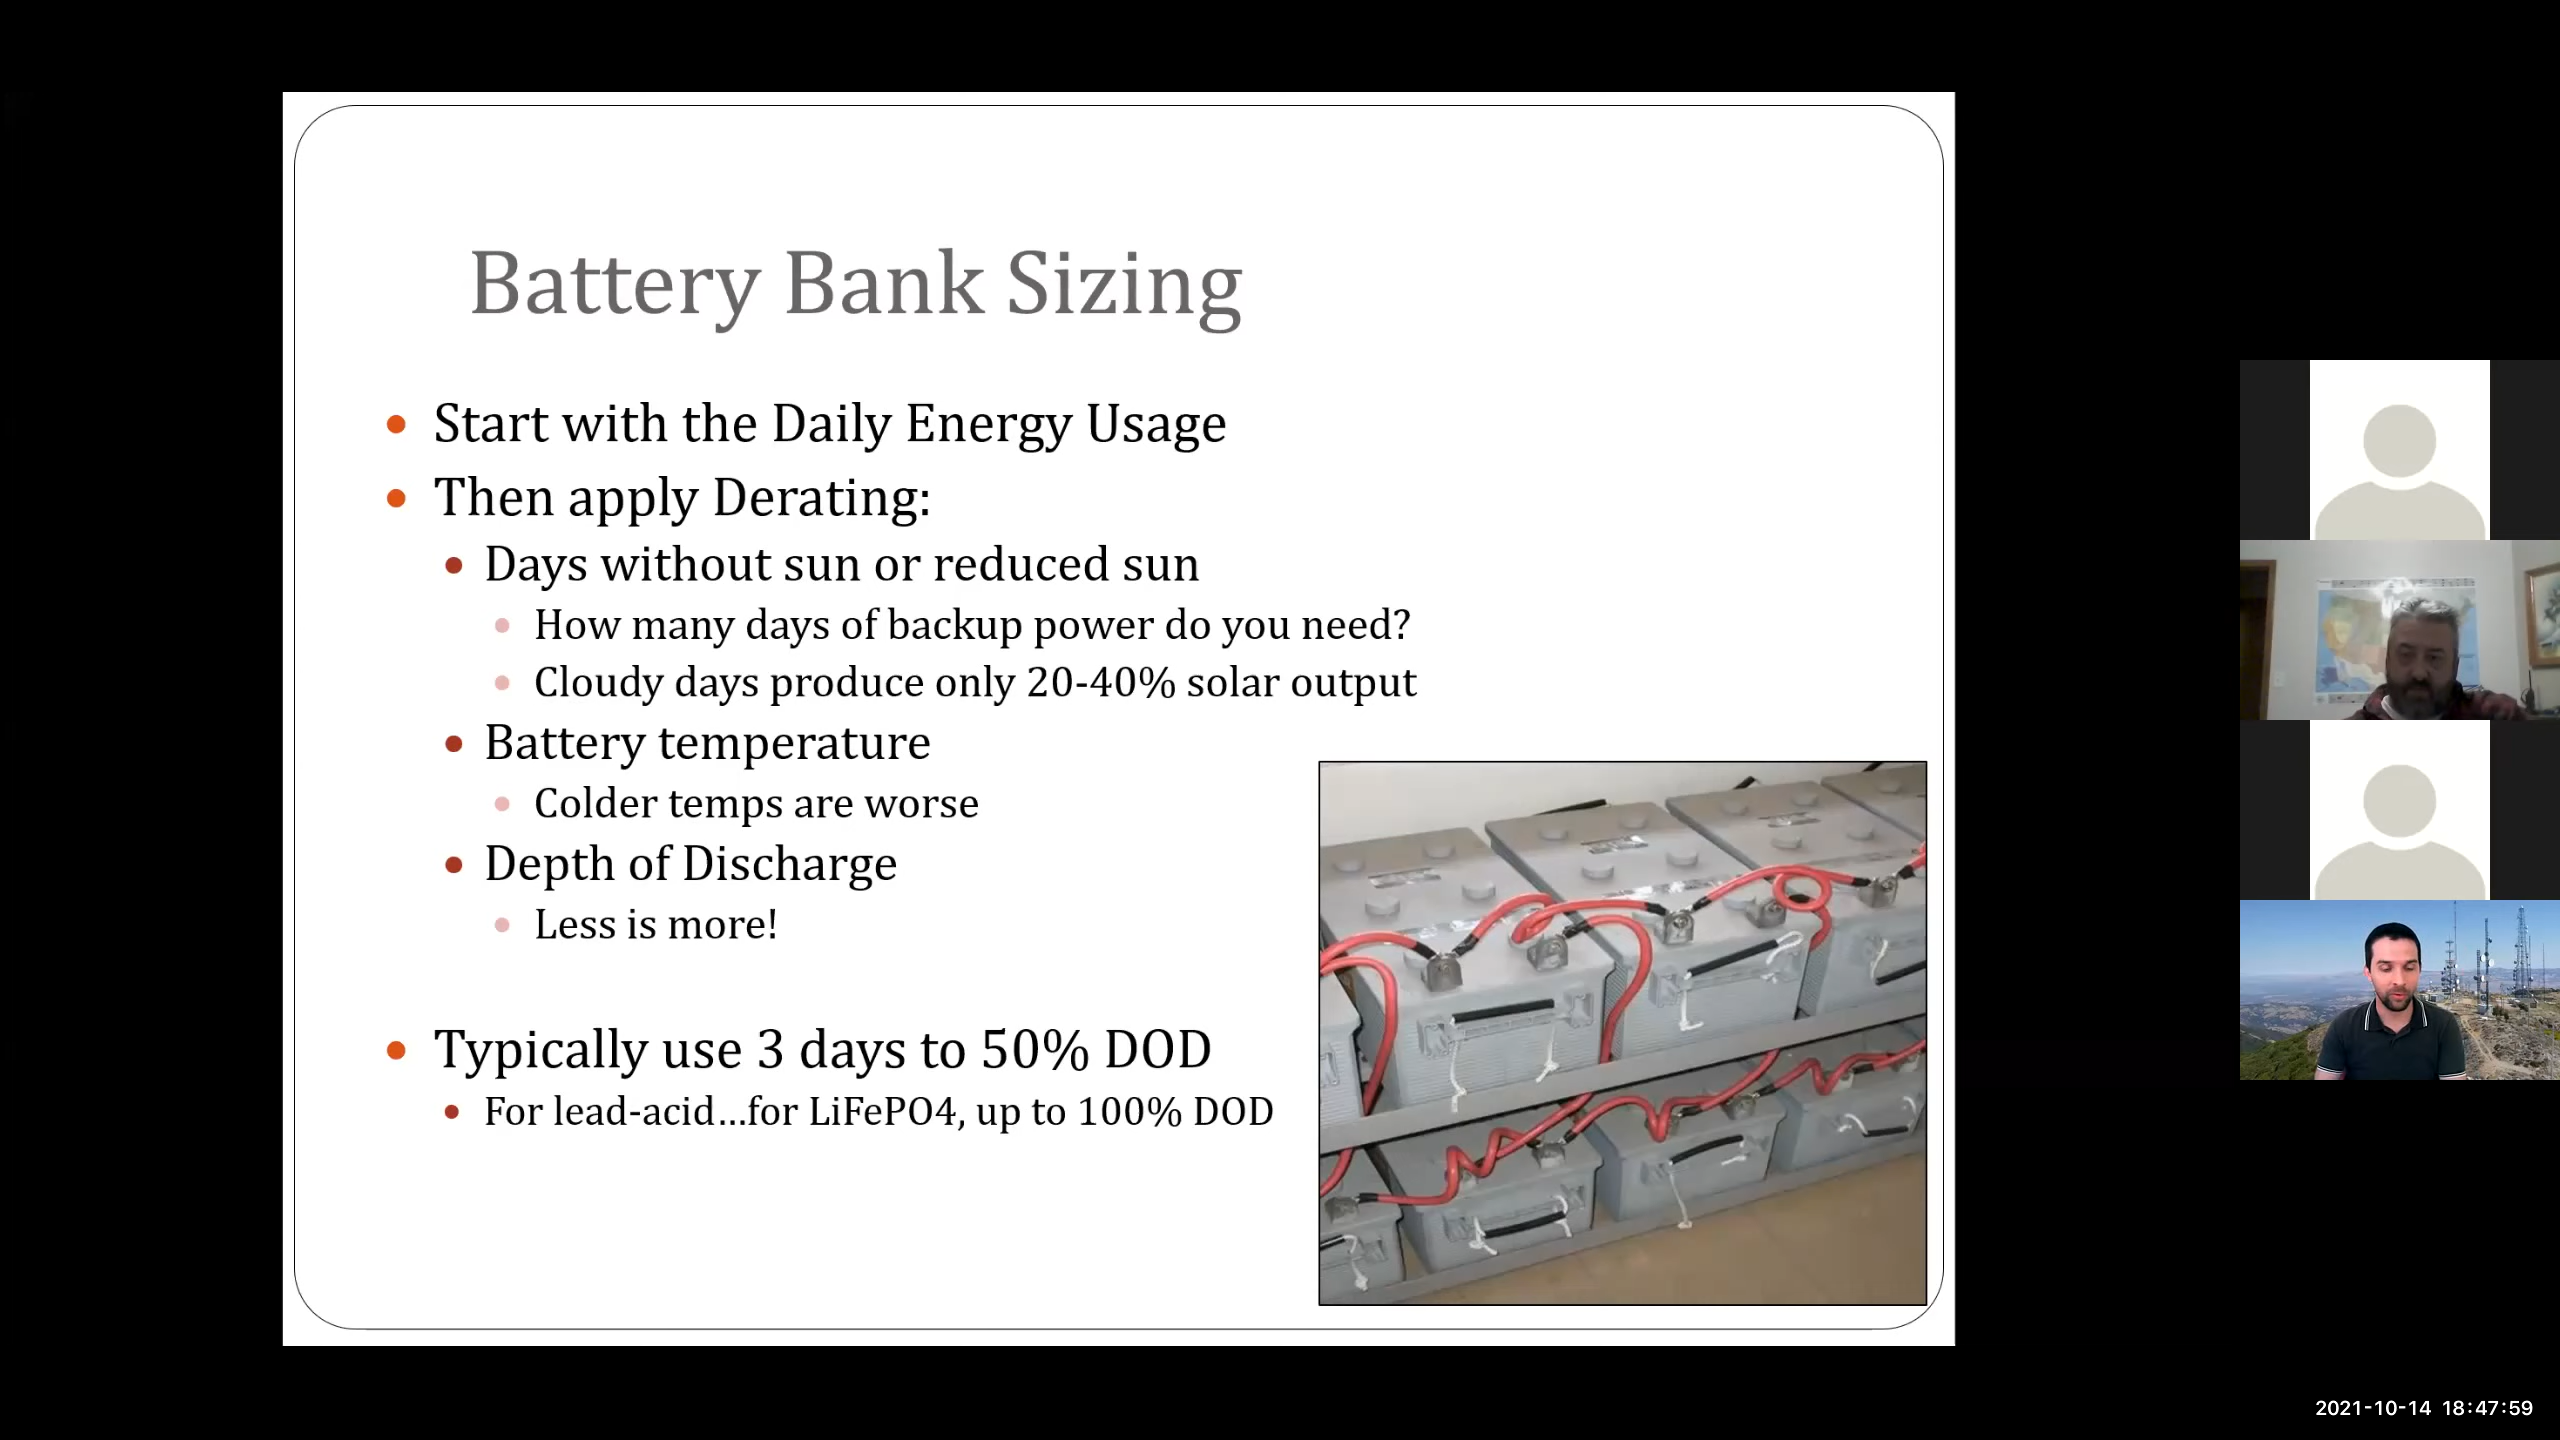 Battery Bank Sizing
Start with the Daily Energy Usage
Then apply Derating:
Days without sun or reduced sun
How many days of backup power do you need?
Cloudy days produce only 20-40% solar output
Battery temperature
Colder temps are worse
Depth of Discharge
Less is more!
Typically use 3 days to 50% DOD
For lead-acid...for LiFePO4, up to 100% DOD
2021-10-14 18:47:59